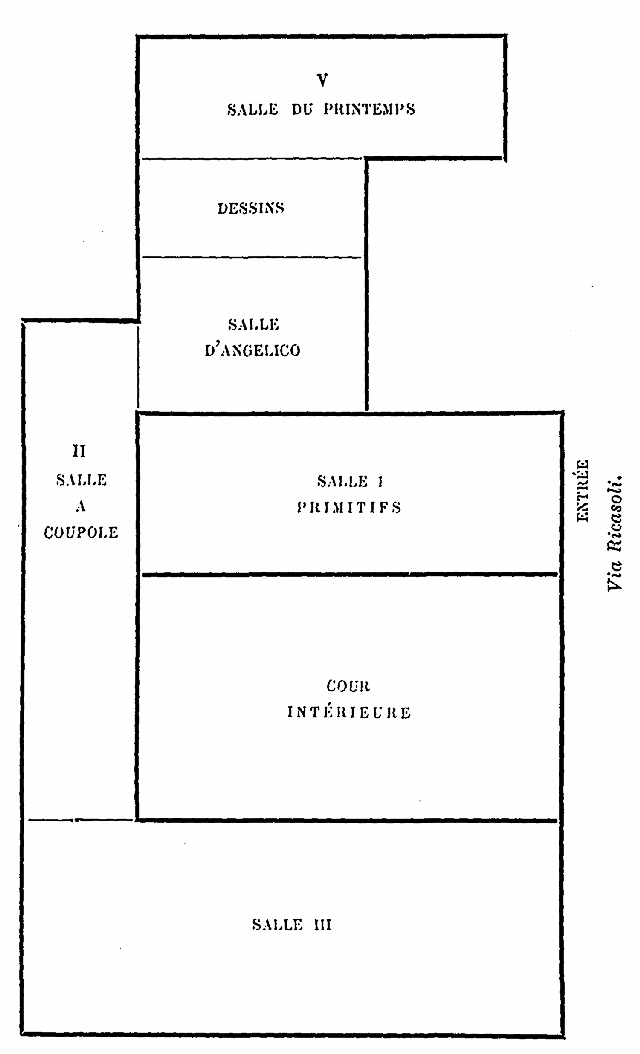 V
SALLE DU PRINTEMPS
DESSINS
SALLE
D'ANGELICO
II
SALLE
A
COUPOLE
SALLE I
PRIMITIFS
ENTRÉE
Via Ricasoli.
COUR
INTÉRIEURE
SALLE III